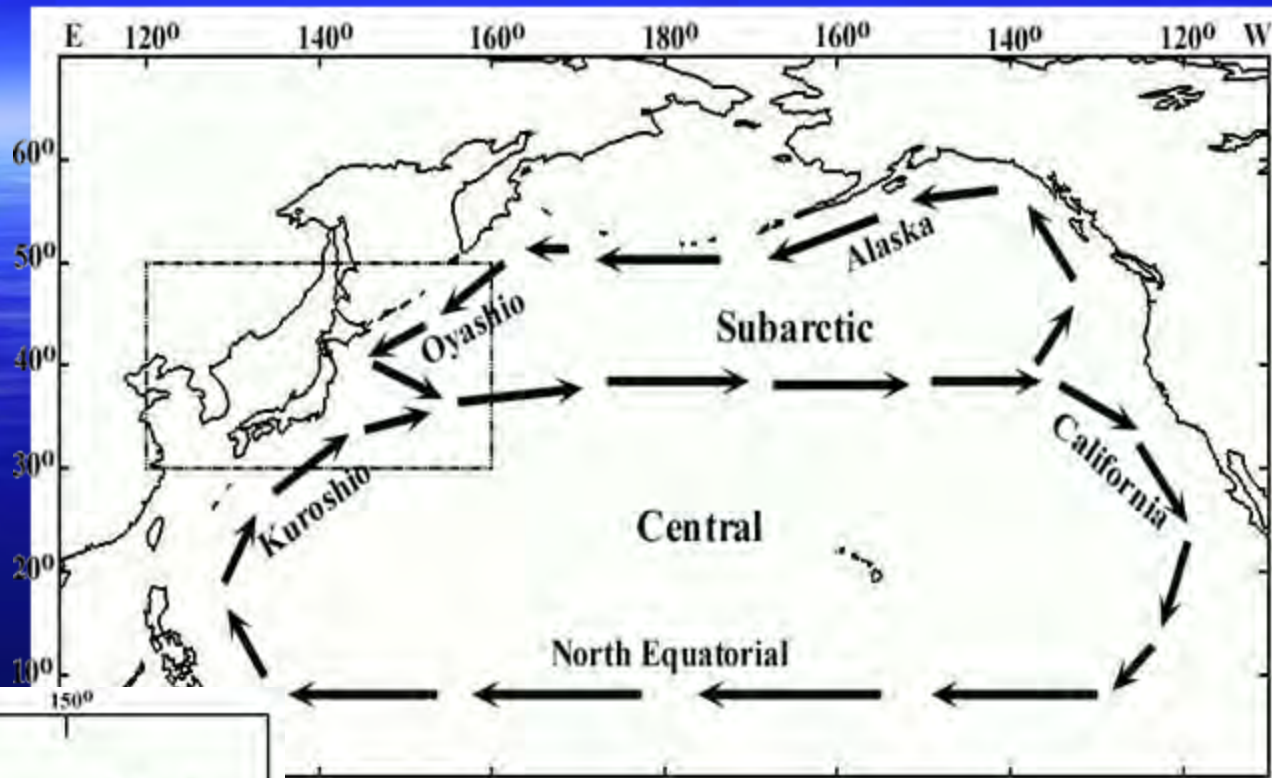 E 120⁰ 140⁰ 160⁰ 180⁰ 160⁰ 140⁰ 120⁰ W
60⁰
50⁰
40⁰
30⁰
20⁰
10⁰
Alaska
Oyashio
Subarctic
California
Kuroshio
Central
North Equatorial
150⁰